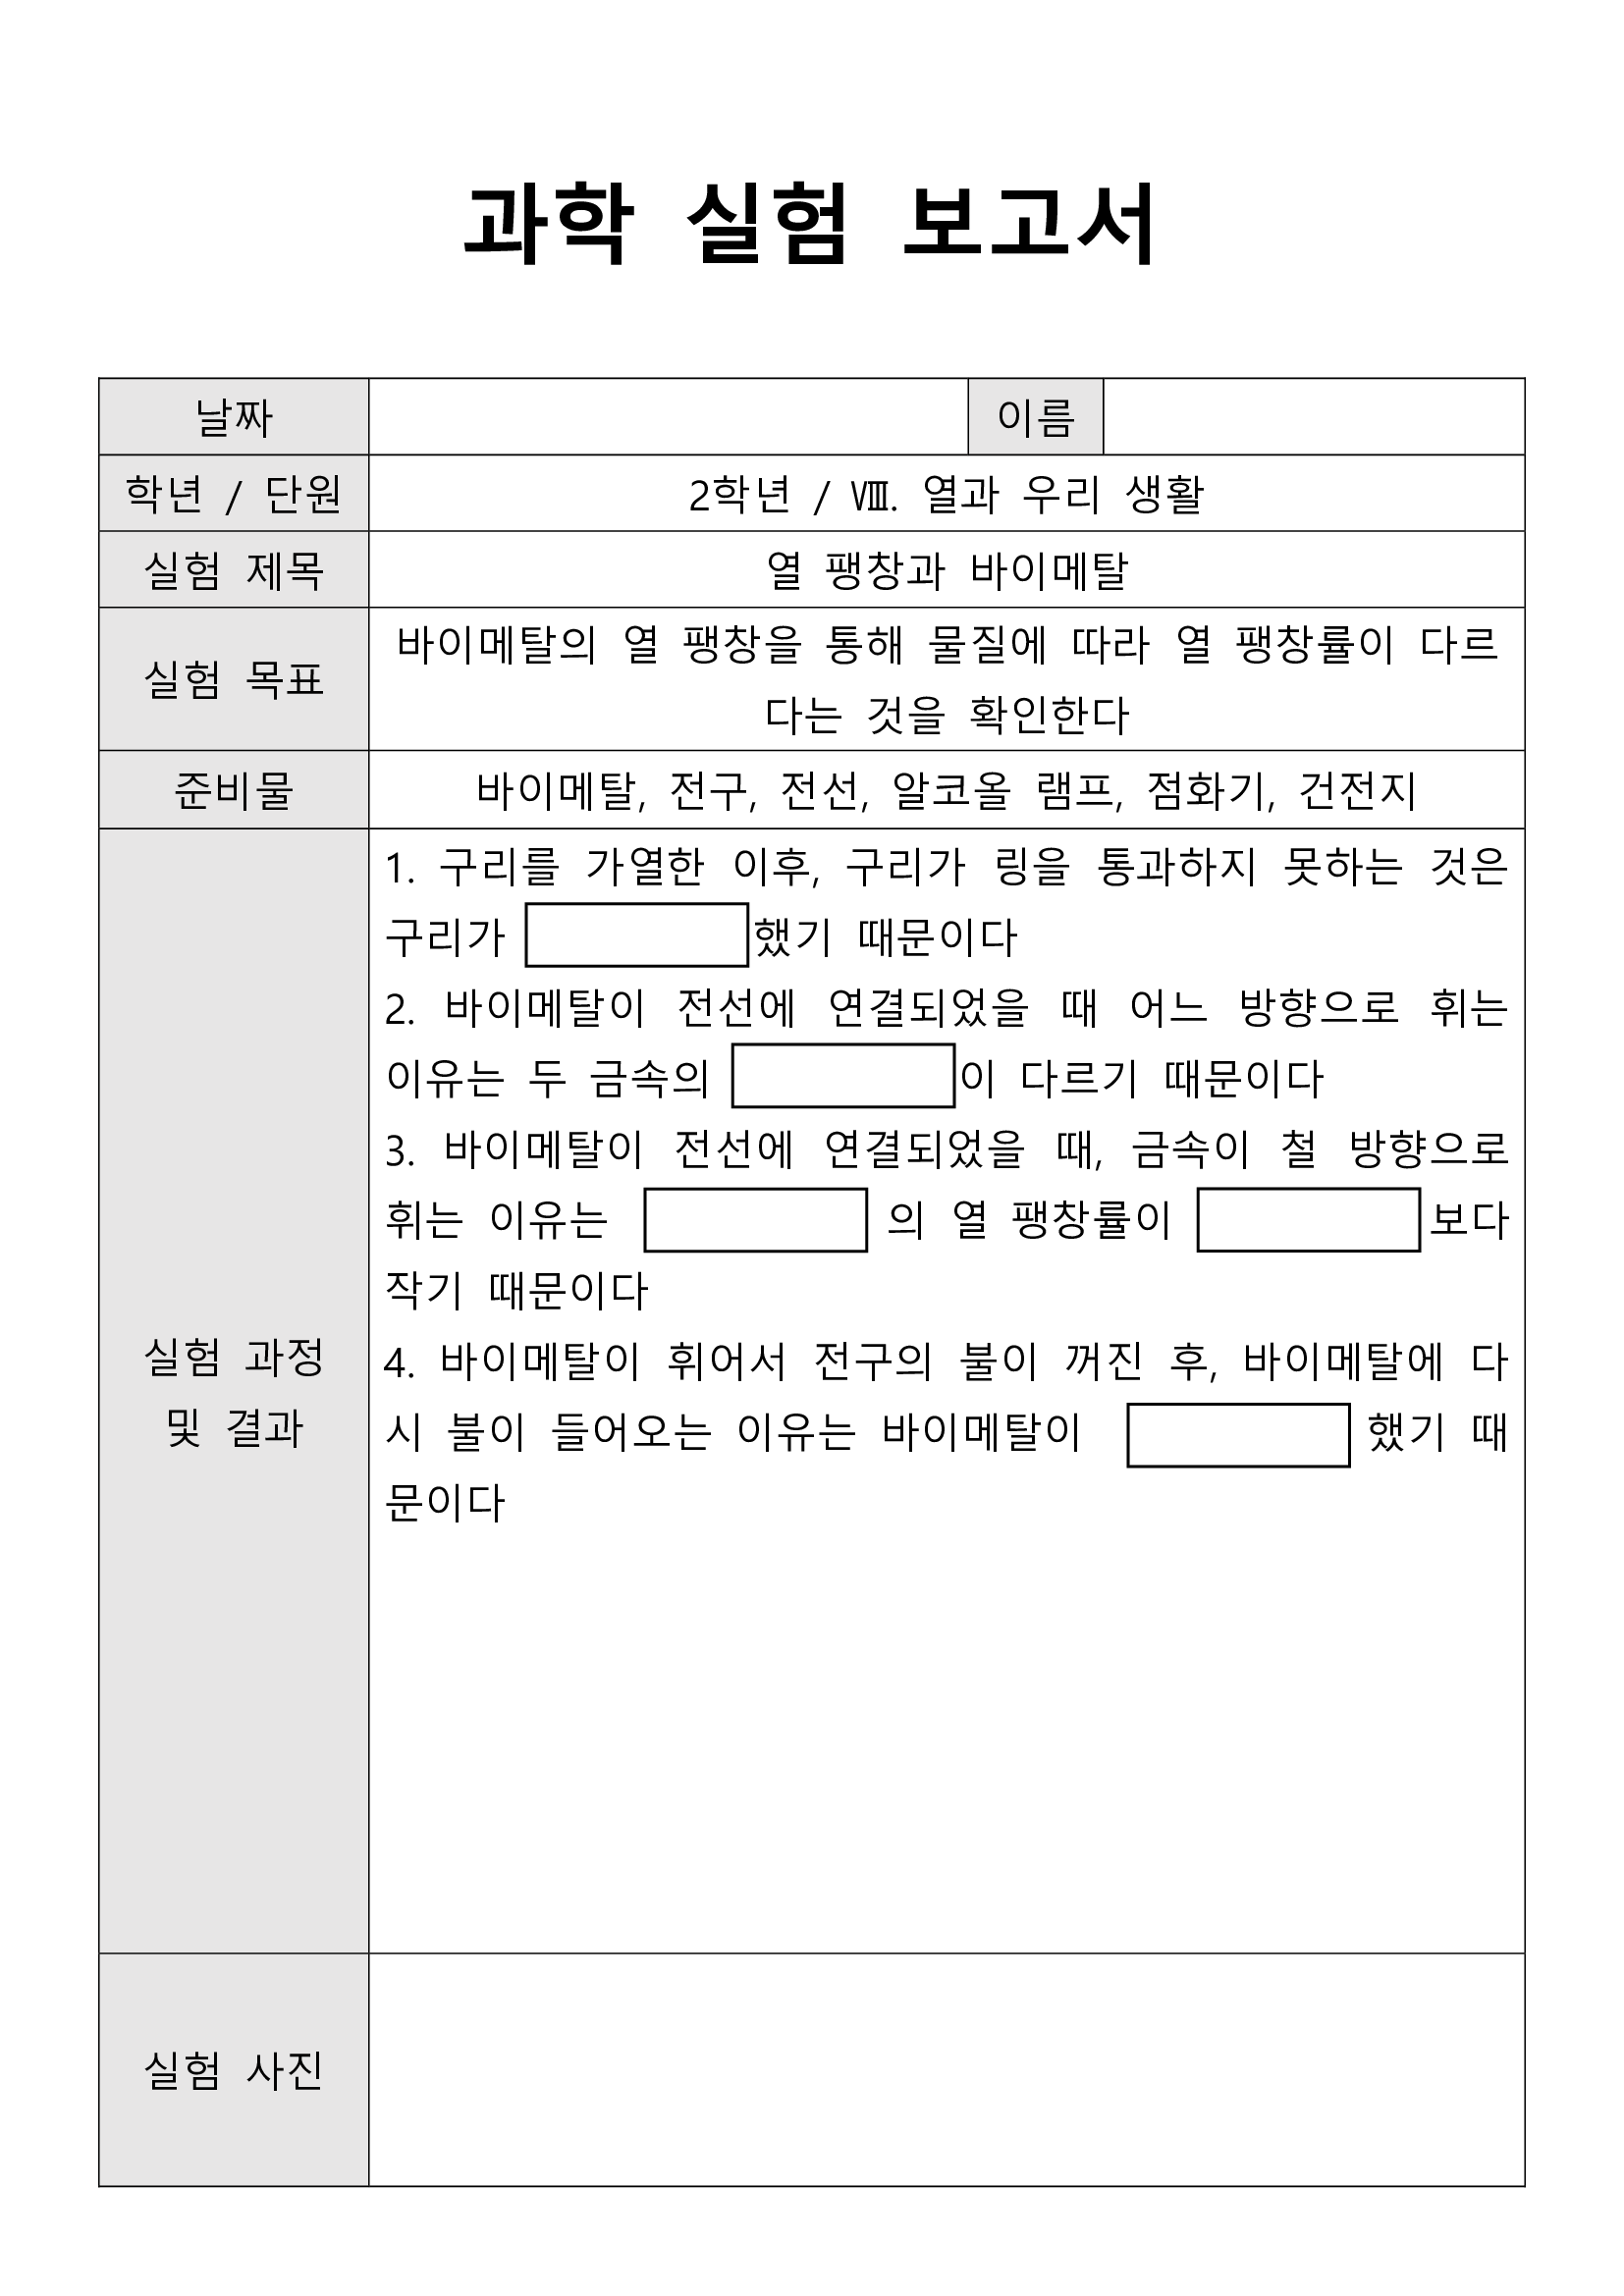 과학 실험 보고서
날짜 이름
학년 / 단원 2학년 / Ⅷ. 열과 우리 생활
실험 제목 열 팽창과 바이메탈
실험 목표 바이메탈의 열 팽창을 통해 물질에 따라 열 팽창률이 다르
다는 것을 확인한다
준비물 바이메탈, 전구, 전선, 알코올 램프, 점화기, 건전지
실험 과정
및 결과
1. 구리를 가열한 이후, 구리가 링을 통과하지 못하는 것은
구리가 했기 때문이다
2. 바이메탈이 전선에 연결되었을 때 어느 방향으로 휘는
이유는 두 금속의 이 다르기 때문이다
3. 바이메탈이 전선에 연결되었을 때, 금속이 철 방향으로
휘는 이유는 의 열 팽창률이 보다
작기 때문이다
4. 바이메탈이 휘어서 전구의 불이 꺼진 후, 바이메탈에 다
시 불이 들어오는 이유는 바이메탈이 했기 때
문이다
실험 사진